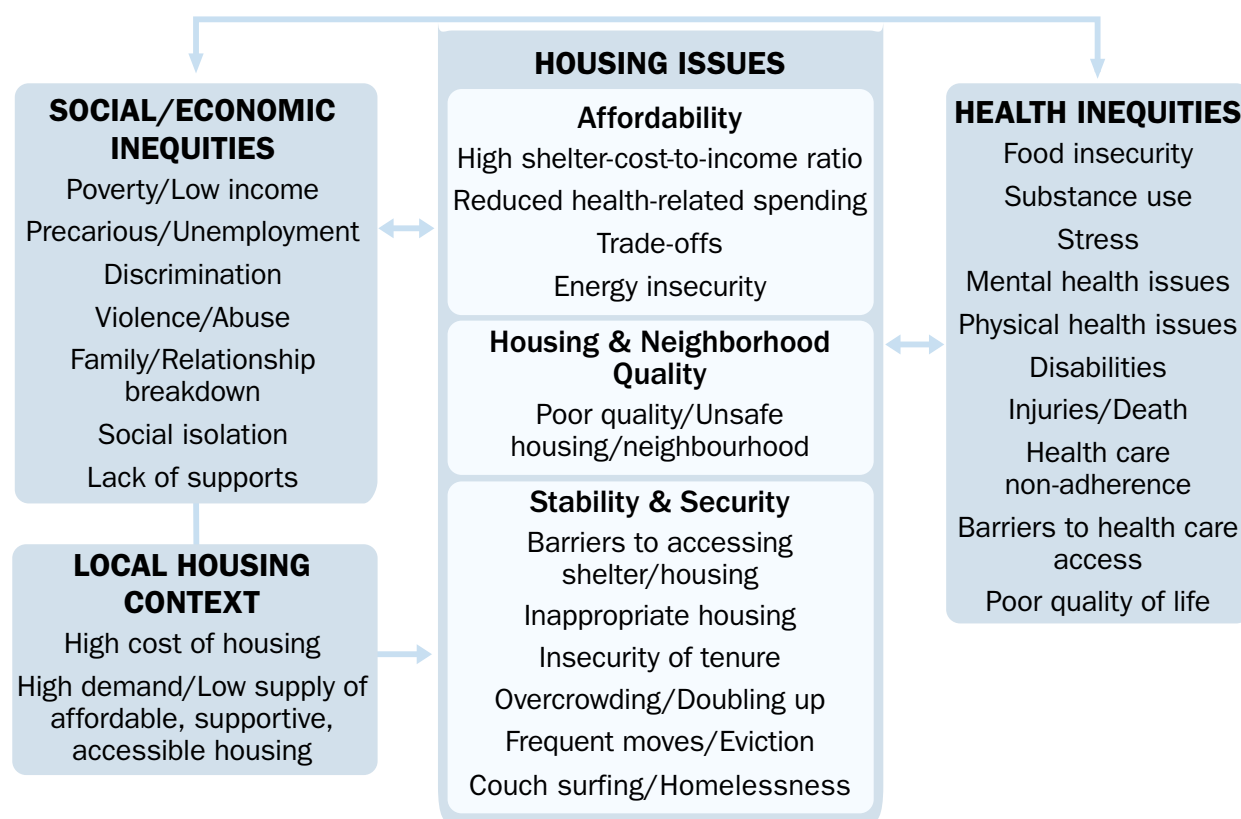 SOCIAL/ECONOMIC
INEQUITIES
Poverty/Low income
Precarious/Unemployment
Discrimination
Violence/Abuse
Family/Relationship
breakdown
Social isolation
Lack of supports
LOCAL HOUSING
CONTEXT
High cost of housing
High demand/Low supply of
affordable, supportive,
accessible housing
HOUSING ISSUES
Affordability
High shelter-cost-to-income ratio
Reduced health-related spending
Trade-offs
Energy insecurity
Housing & Neighborhood
Quality
Poor quality/Unsafe
housing/neighbourhood
Stability & Security
Barriers to accessing
shelter/housing
Inappropriate housing
Insecurity of tenure
Overcrowding/Doubling up
Frequent moves/Eviction
Couch surfing/Homelessness
HEALTH INEQUITIES
Food insecurity
Substance use
Stress
Mental health issues
Physical health issues
Disabilities
Injuries/Death
Health care
non-adherence
Barriers to health care
access
Poor quality of life